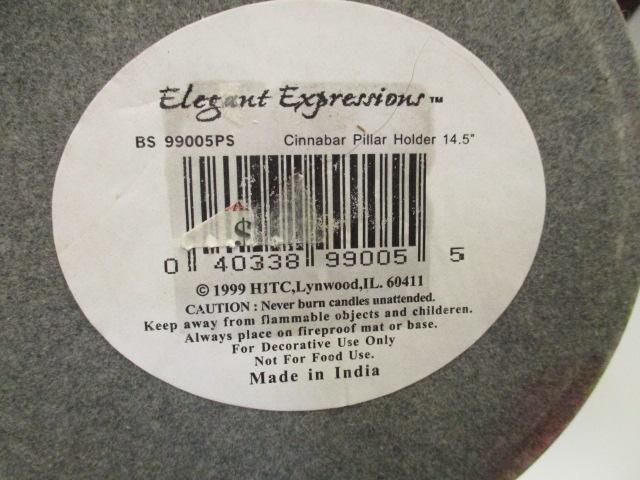 Elegant Expressions™
BS 99005PS Cinnabar Pillar Holder 14.5"
$
0 40338 99005 5
© 1999 HITC,Lynwood,IL. 60411
CAUTION : Never burn candles unattended.
Keep away from flammable objects and childeren.
Always place on fireproof mat or base.
For Decorative Use Only
Not For Food Use.
Made in India